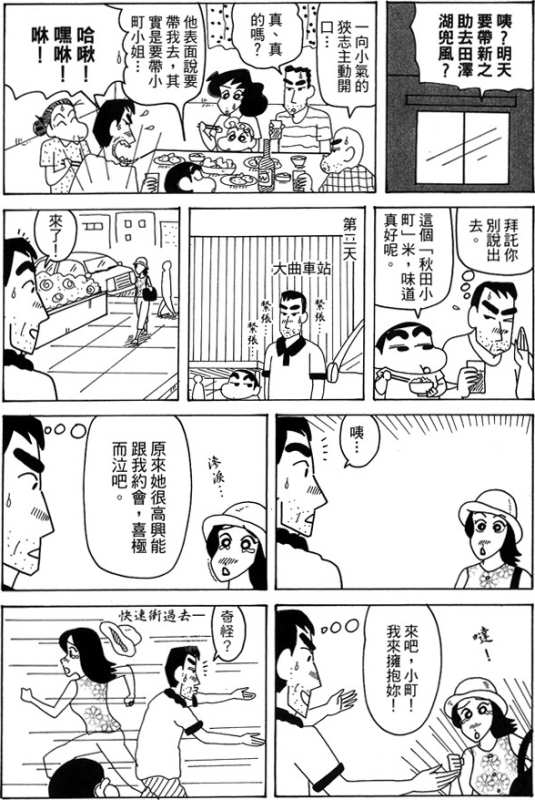 咦?明天
要帶新之
助去田澤
湖兜風?
一向小氣的
狹志主動開
口…
真、真
的嗎?
他表面說要
帶我去,其
實是要帶小
町小姐…
哈啾!
嘿咻!
咻!
拜託你
別說出
去。
這個「秋田小
町」米,味道
真好呢。
第二天
大曲車站
緊張…
緊張…
緊張…
來了!
咦…
滲淚…
原來她很高興能
跟我約會,喜極
而泣吧。
噠!
來吧,小町!
我來擁抱妳!
奇怪?
快速衝過去—